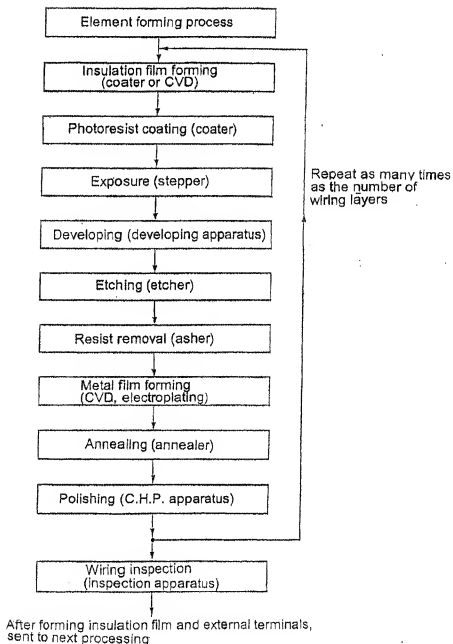 Element forming process
Insulation film forming
(coater or CVD)
Photoresist coating (coater)
Exposure (stepper)
Developing (developing apparatus)
Etching (etcher)
Resist removal (asher)
Metal film forming
(CVD, electroplating)
Annealing (annealer)
Polishing (C.H.P. apparatus)
Repeat as many times
as the number of
wiring layers
Wiring inspection
(inspection apparatus)
After forming insulation film and external terminals,
sent to next processing